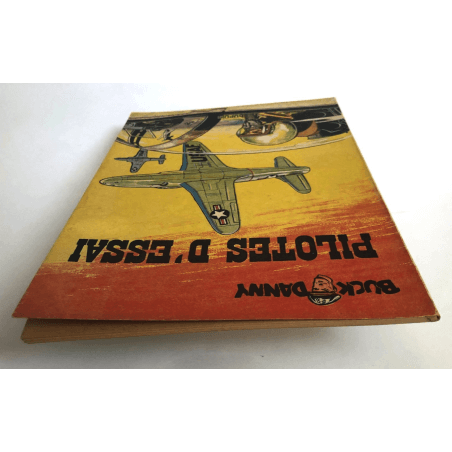 BUCK DANNY
PILOTES D'ESSAI